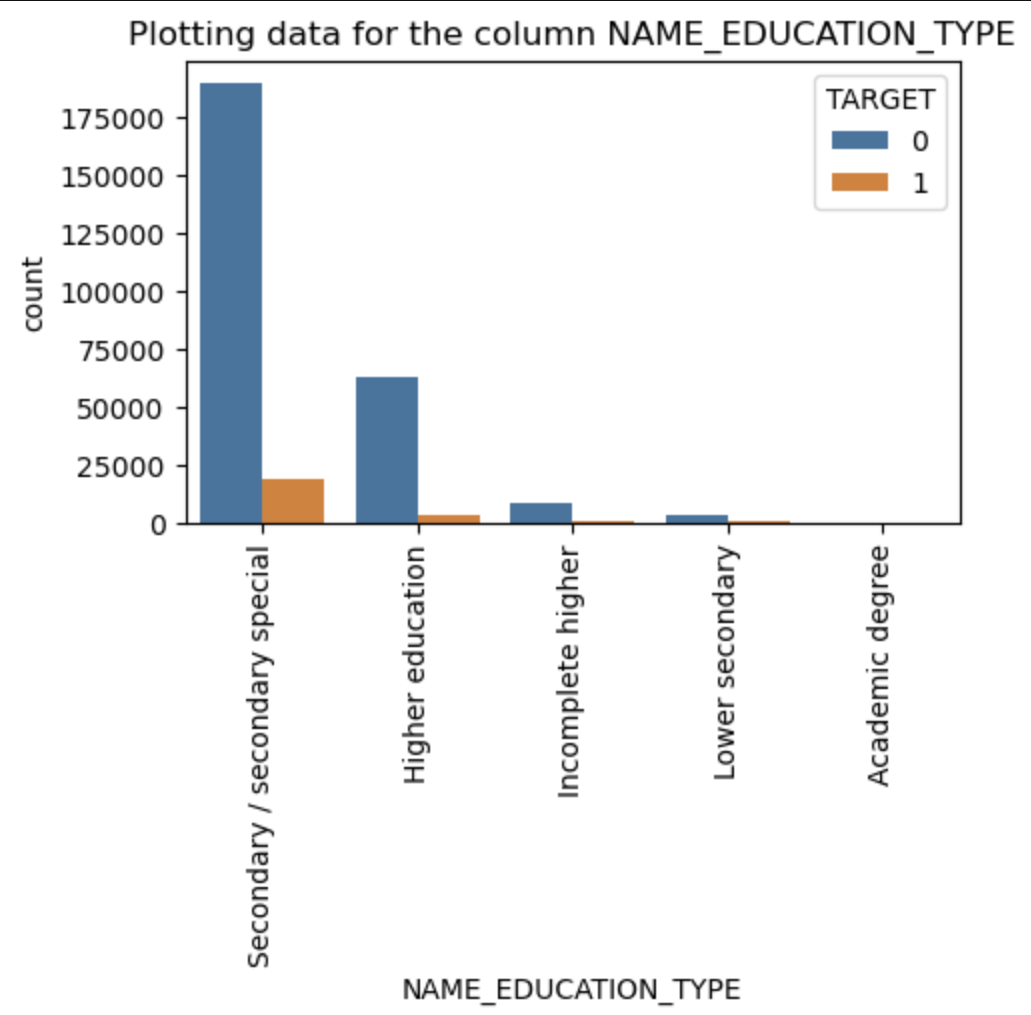 Plotting data for the column NAME_EDUCATION_TYPE
TARGET
0
1
175000
150000
125000
100000
75000
50000
25000
0
count
Secondary / secondary special
Higher education
Incomplete higher
Lower secondary
Academic degree
NAME_EDUCATION_TYPE